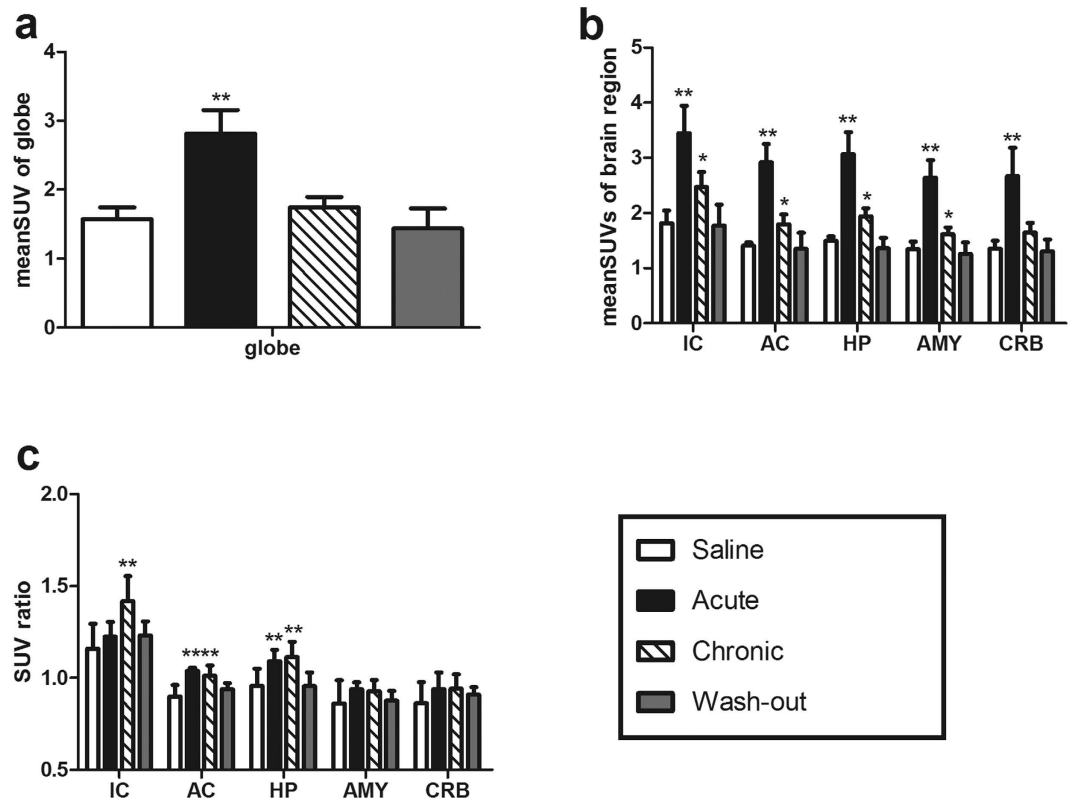 a
meanSUV of globe
4
3
2
1
0
**
globe
b
meanSUVs of brain region
5
4
3
2
1
0
** * ** * ** * ** * **
IC AC HP AMY CRB
c
SUV ratio
2.0
1.5
1.0
0.5
** **** ** **
IC AC HP AMY CRB
Saline
Acute
Chronic
Wash-out